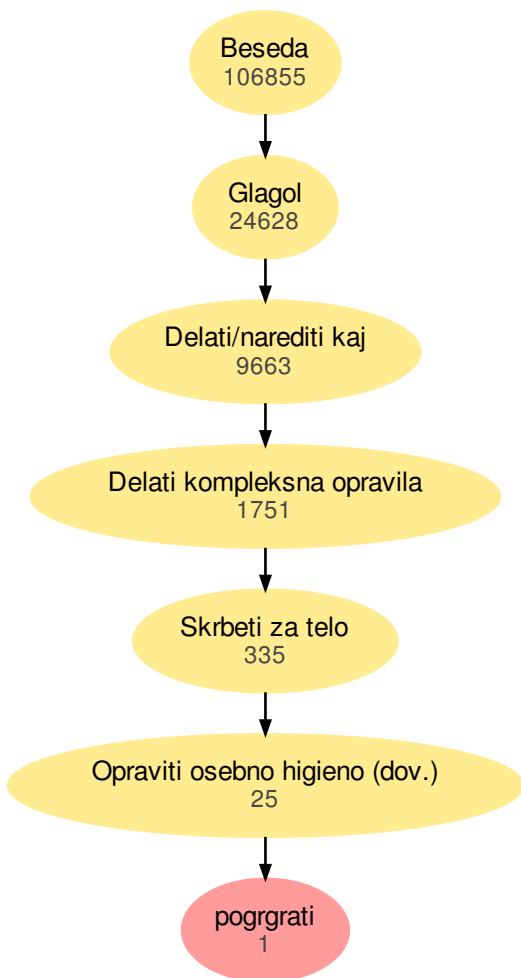 Beseda
106855
Glagol
24628
Delati/narediti kaj
9663
Delati kompleksna opravila
1751
Skrbeti za telo
335
Opraviti osebno higieno (dov.)
25
pogrgrati
1